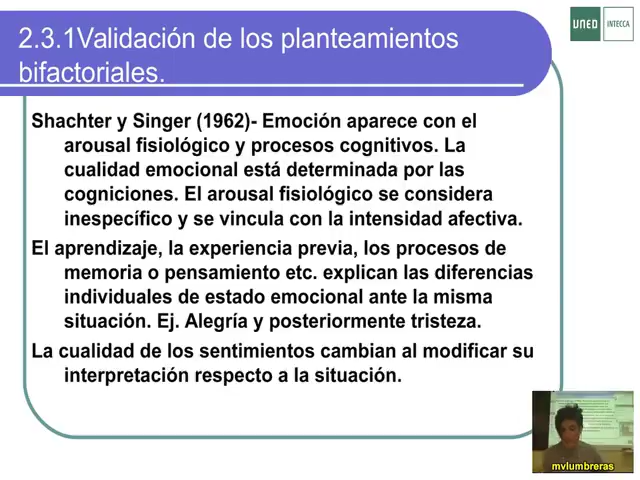 2.3.1Validación de los planteamientos
bifactoriales.
UNED INTECCA
Shachter y Singer (1962)- Emoción aparece con el
arousal fisiológico y procesos cognitivos. La
cualidad emocional está determinada por las
cogniciones. El arousal fisiológico se considera
inespecífico y se vincula con la intensidad afectiva.
El aprendizaje, la experiencia previa, los procesos de
memoria o pensamiento etc. explican las diferencias
individuales de estado emocional ante la misma
situación. Ej. Alegría y posteriormente tristeza.
La cualidad de los sentimientos cambian al modificar su
interpretación respecto a la situación.
mvlumbreras